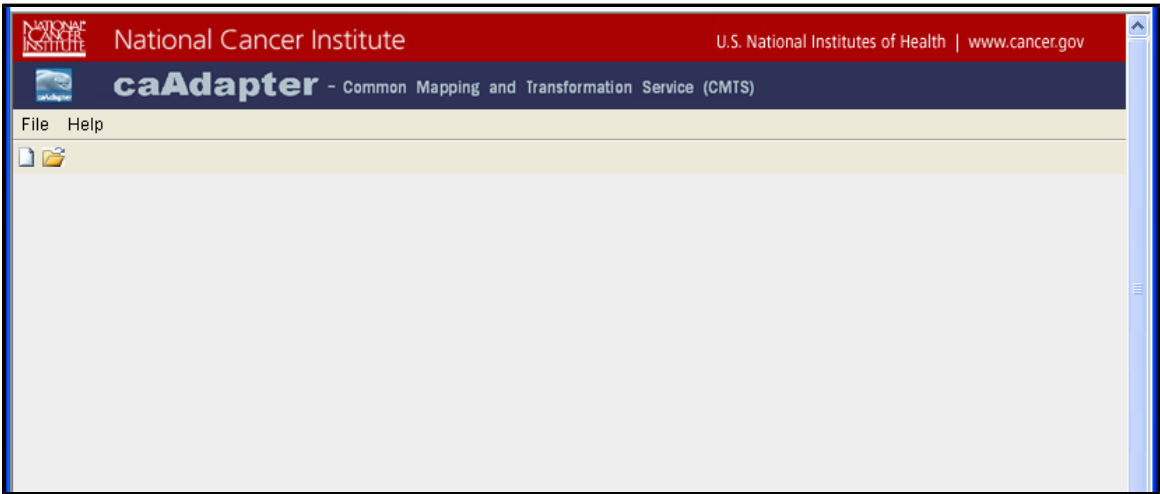 NATIONAL
CANCER
INSTITUTE
National Cancer Institute
U.S. National Institutes of Health | www.cancer.gov
caAdapter
caAdapter - Common Mapping and Transformation Service (CMTS)
File Help